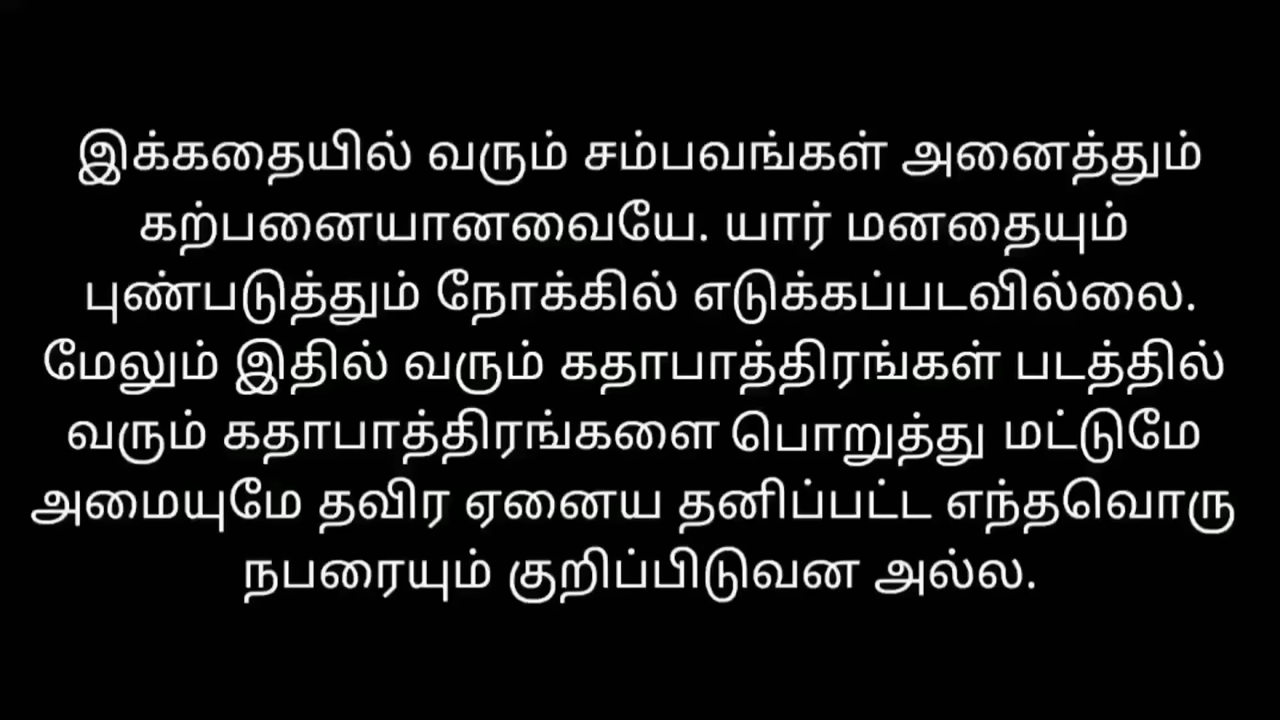 இக்கதையில் வரும் சம்பவங்கள் அனைத்தும்
கற்பனையானவையே. யார் மனதையும்
புண்படுத்தும் நோக்கில் எடுக்கப்படவில்லை.
மேலும் இதில் வரும் கதாபாத்திரங்கள் படத்தில்
வரும் கதாபாத்திரங்களை பொறுத்து மட்டுமே
அமையுமே தவிர ஏனைய தனிப்பட்ட எந்தவொரு
நபரையும் குறிப்பிடுவன அல்ல.